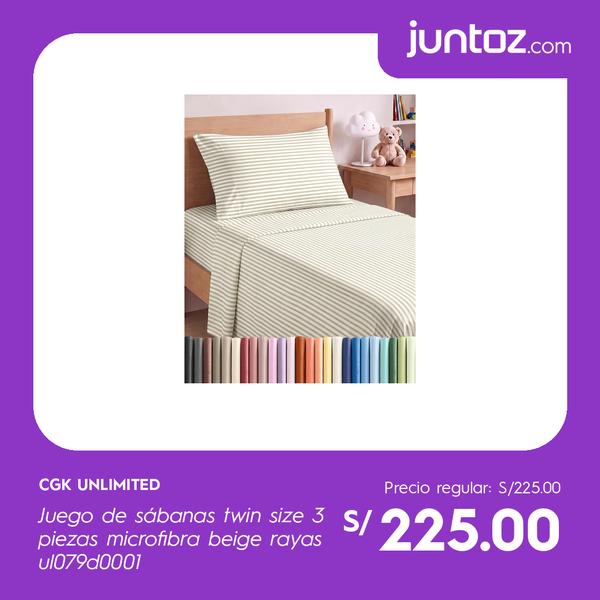 juntoz.com
CGK UNLIMITED
Juego de sábanas twin size 3
piezas microfibra beige rayas
ul079d0001
Precio regular: S/225.00
S/ 225.00